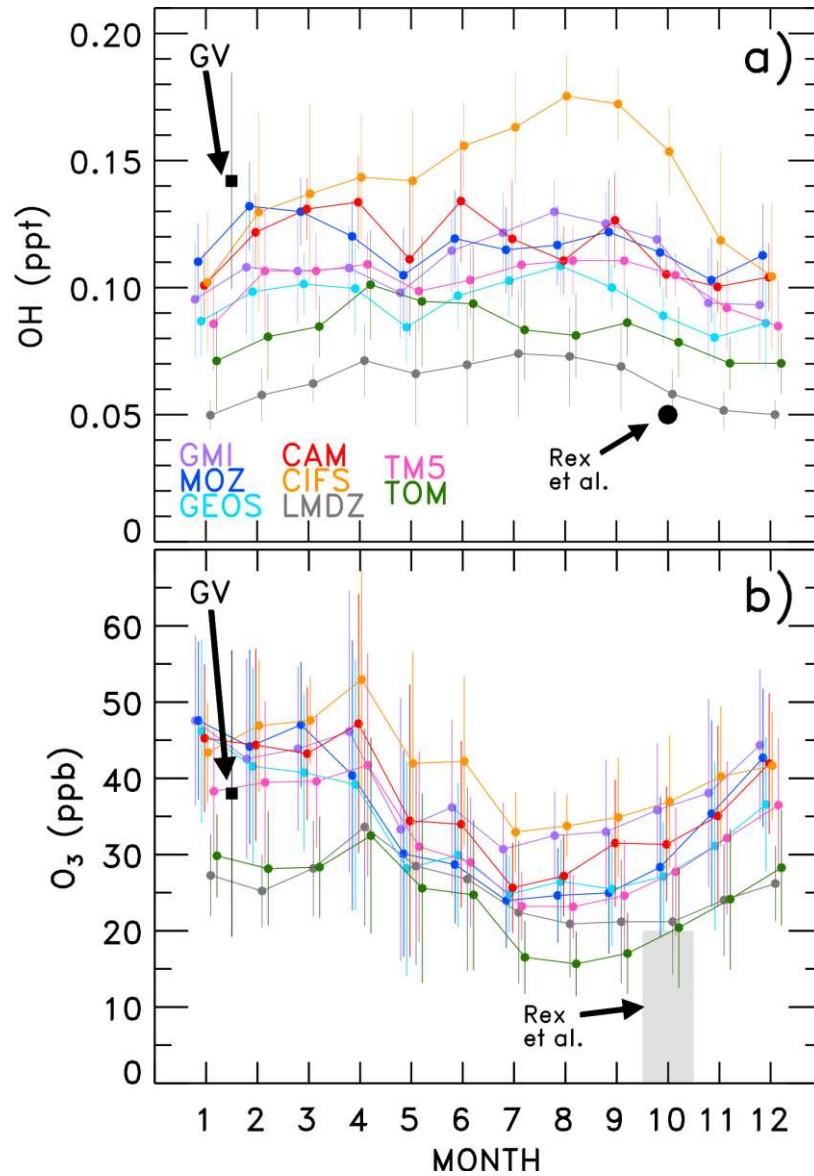 0.20
GV
a)
0.15
OH (ppt)
0.10
0.05
GMI CAM TM5
MOZ CIFS TOM
GEOS LMDZ
Rex
et al.
0
GV
b)
60
50
40
O₃ (ppb)
30
20
10
Rex
et al.
0
1 2 3 4 5 6 7 8 9 10 11 12
MONTH